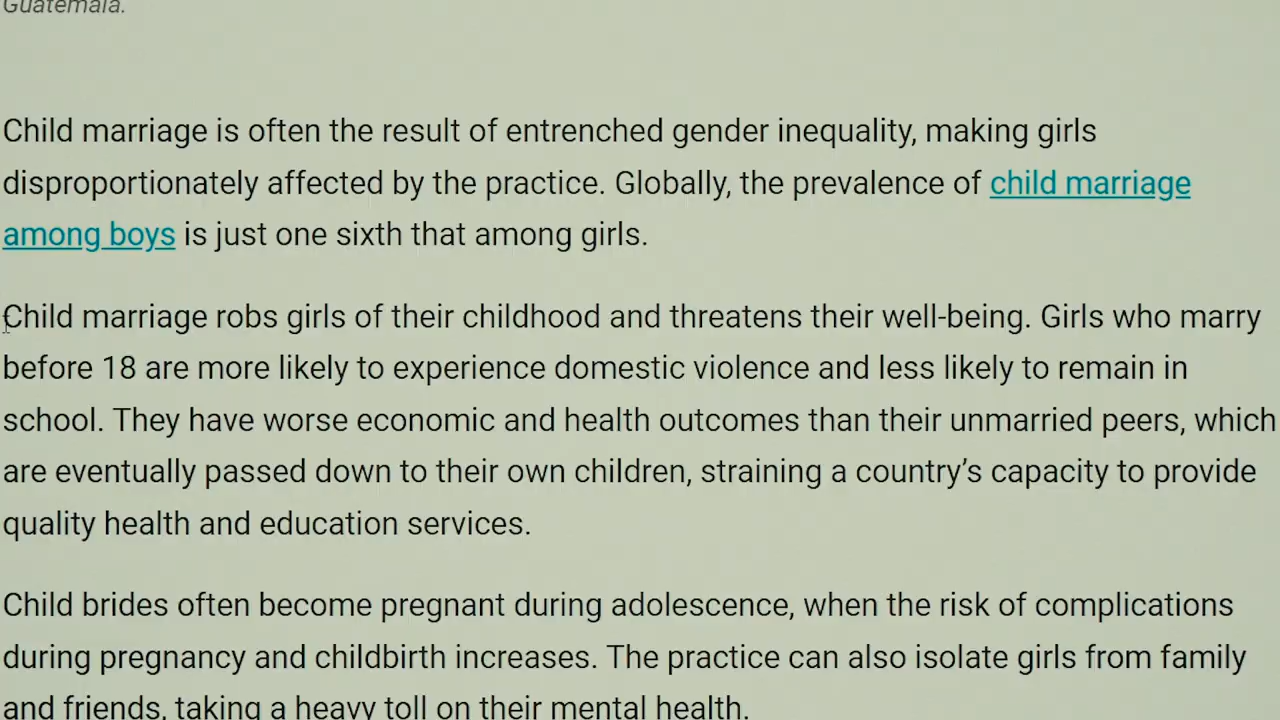 Guatemala.
Child marriage is often the result of entrenched gender inequality, making girls
disproportionately affected by the practice. Globally, the prevalence of child marriage
among boys is just one sixth that among girls.
Child marriage robs girls of their childhood and threatens their well-being. Girls who marry
before 18 are more likely to experience domestic violence and less likely to remain in
school. They have worse economic and health outcomes than their unmarried peers, which
are eventually passed down to their own children, straining a country’s capacity to provide
quality health and education services.
Child brides often become pregnant during adolescence, when the risk of complications
during pregnancy and childbirth increases. The practice can also isolate girls from family
and friends, taking a heavy toll on their mental health.